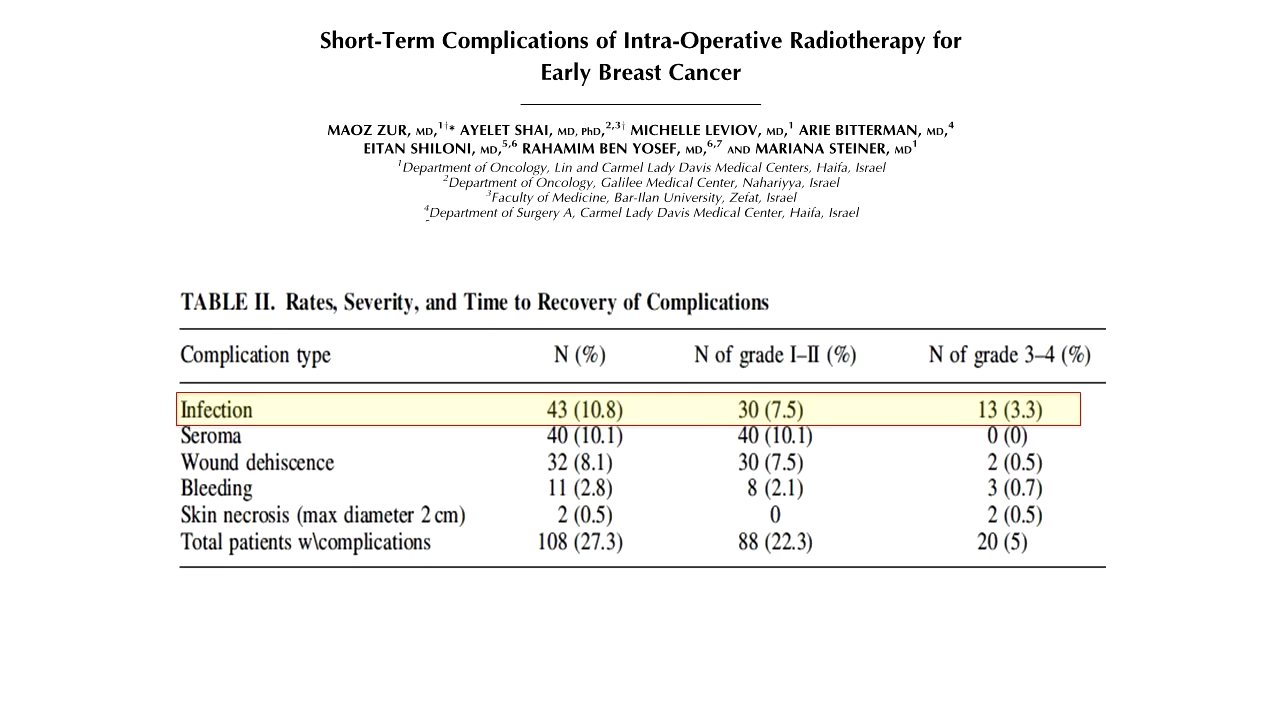 Short-Term Complications of Intra-Operative Radiotherapy for
Early Breast Cancer
MAOZ ZUR, MD,1†* AYELET SHAI, MD, PhD,2,3† MICHELLE LEVIOV, MD,1 ARIE BITTERMAN, MD,4
EITAN SHILONI, MD,5,6 RAHAMIM BEN YOSEF, MD,6,7 AND MARIANA STEINER, MD1
1Department of Oncology, Lin and Carmel Lady Davis Medical Centers, Haifa, Israel
2Department of Oncology, Galilee Medical Center, Nahariyya, Israel
3Faculty of Medicine, Bar-Ilan University, Zefat, Israel
4Department of Surgery A, Carmel Lady Davis Medical Center, Haifa, Israel
TABLE II. Rates, Severity, and Time to Recovery of Complications
Complication type N (%) N of grade I–II (%) N of grade 3–4 (%)
Infection 43 (10.8) 30 (7.5) 13 (3.3)
Seroma 40 (10.1) 40 (10.1) 0 (0)
Wound dehiscence 32 (8.1) 30 (7.5) 2 (0.5)
Bleeding 11 (2.8) 8 (2.1) 3 (0.7)
Skin necrosis (max diameter 2 cm) 2 (0.5) 0 2 (0.5)
Total patients w\complications 108 (27.3) 88 (22.3) 20 (5)